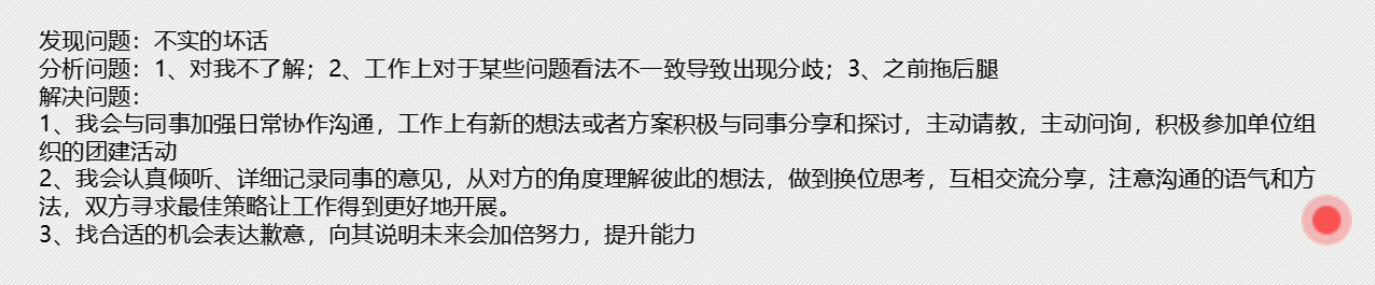 发现问题：不实的坏话
分析问题：1、对我不了解；2、工作上对于某些问题看法不一致导致出现分歧；3、之前拖后腿
解决问题：
1、我会与同事加强日常协作沟通，工作上有新的想法或者方案积极与同事分享和探讨，主动请教，主动问询，积极参加单位组
织的团建活动
2、我会认真倾听、详细记录同事的意见，从对方的角度理解彼此的想法，做到换位思考，互相交流分享，注意沟通的语气和方
法，双方寻求最佳策略让工作得到更好地开展。
3、找合适的机会表达歉意，向其说明未来会加倍努力，提升能力